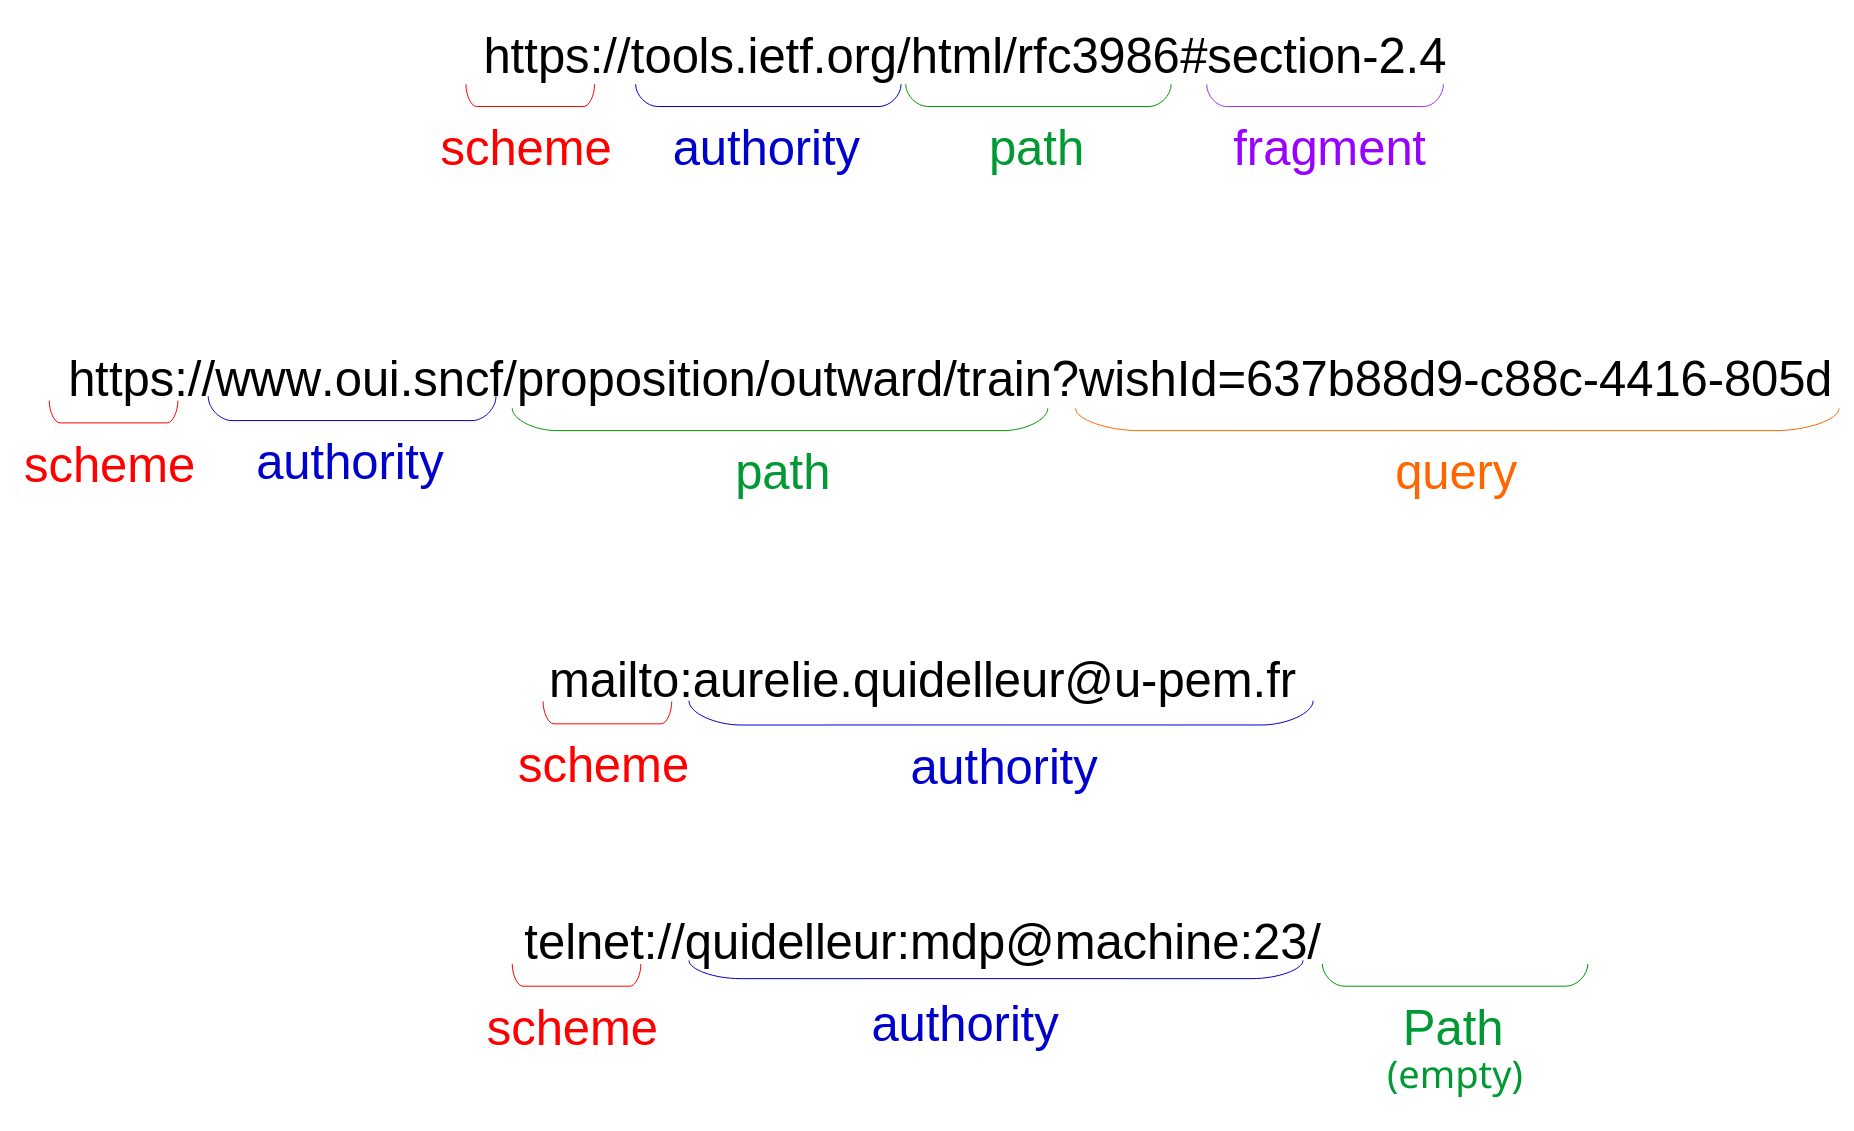 https://tools.ietf.org/html/rfc3986#section-2.4
scheme authority path fragment
https://www.oui.sncf/proposition/outward/train?wishId=637b88d9-c88c-4416-805d
scheme authority path query
mailto:aurelie.quidelleur@u-pem.fr
scheme authority
telnet://quidelleur:mdp@machine:23/
scheme authority Path
(empty)